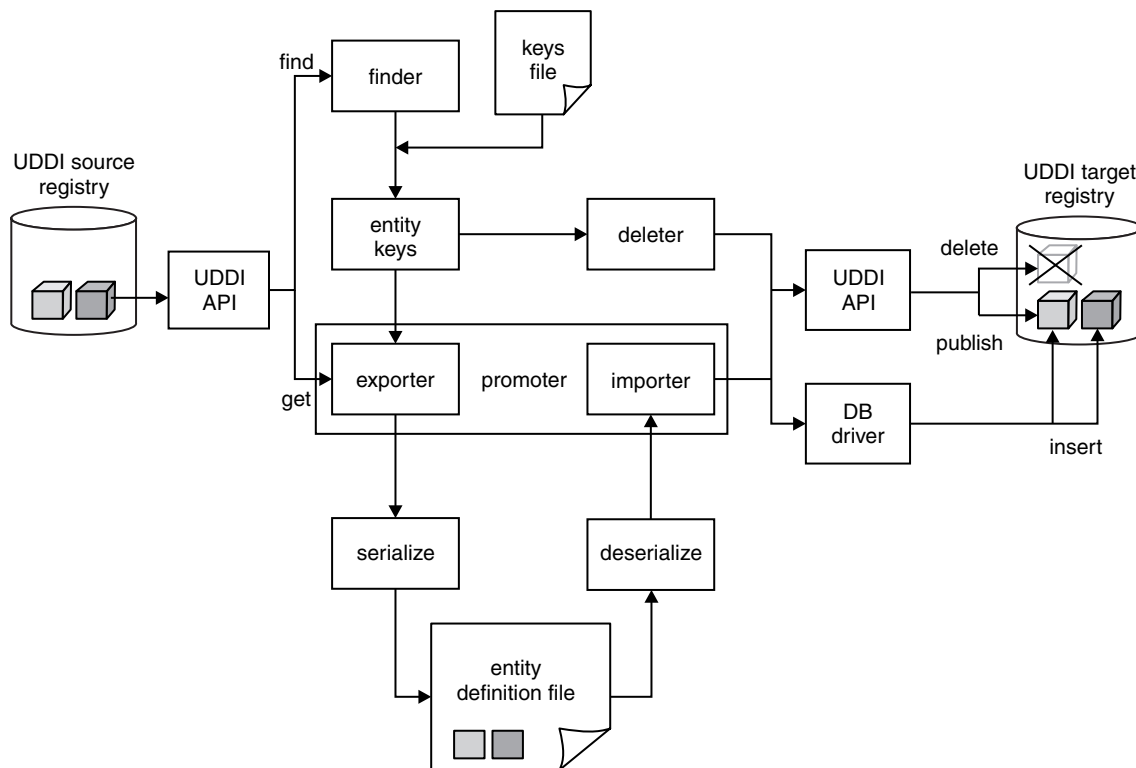 find
finder
keys
file
UDDI source
registry
UDDI target
registry
entity
keys
deleter
delete
UDDI
API
UDDI
API
publish
exporter
promoter
importer
get
DB
driver
insert
serialize
deserialize
entity
definition file